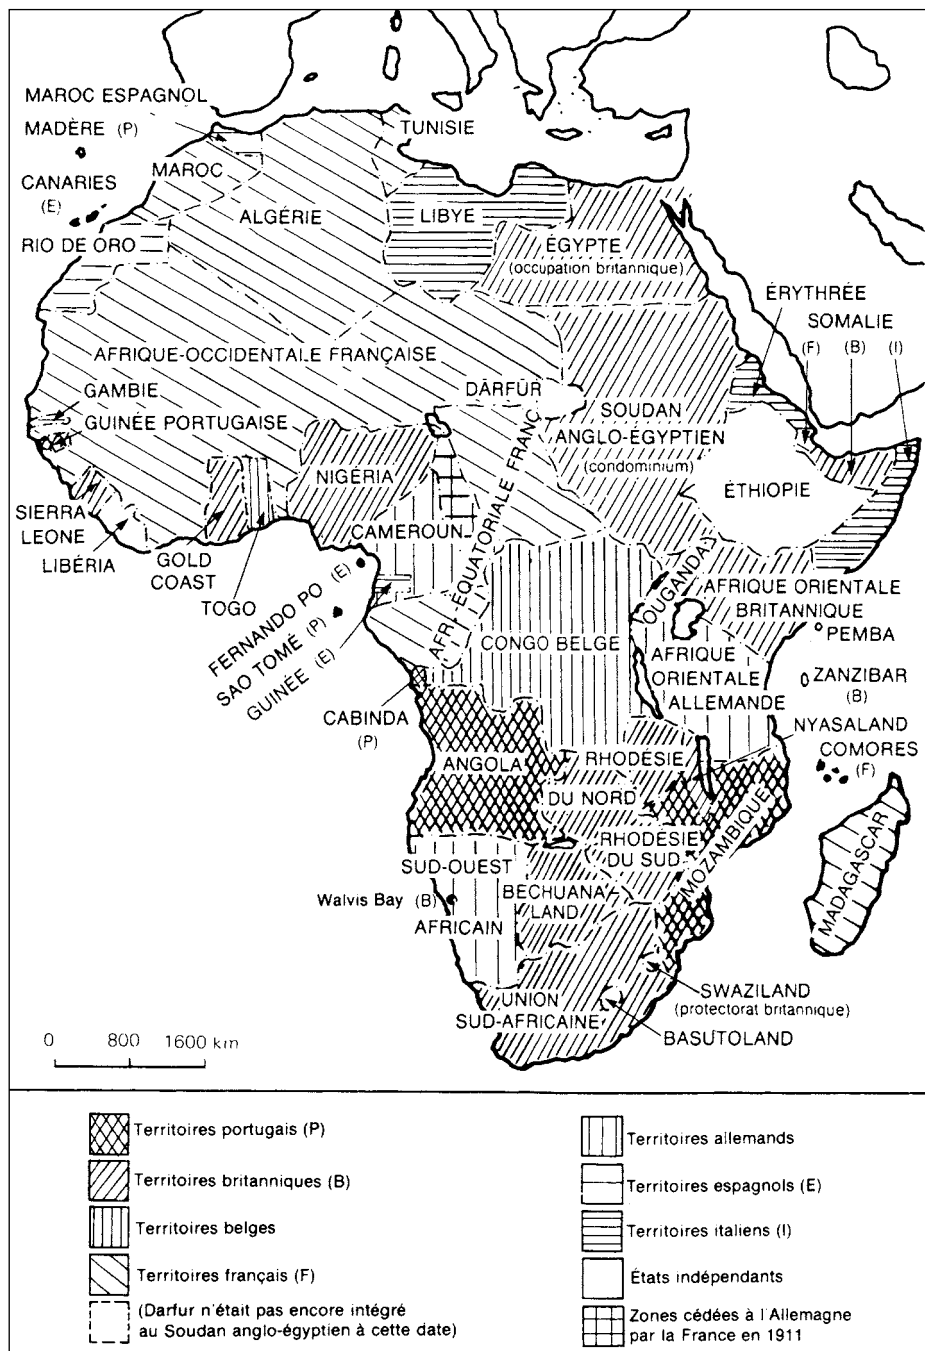 MAROC ESPAGNOL
MADÈRE (P)
TUNISIE
MAROC
CANARIES
(E)
ALGÉRIE
LIBYE
RIO DE ORO
ÉGYPTE
(occupation britannique)
ÉRYTHRÉE
SOMALIE
(F) (B) (I)
AFRIQUE-OCCIDENTALE FRANÇAISE
DĀRFŪR
GAMBIE
GUINÉE PORTUGAISE
SOUDAN
ANGLO-ÉGYPTIEN
(condominium)
NIGÉRIA
ÉTHIOPIE
SIERRA
LEONE
LIBÉRIA
GOLD
COAST
TOGO
CAMEROUN
AFR.-ÉQUATORIALE FRANÇ.
OUGANDA
AFRIQUE ORIENTALE
BRITANNIQUE
PEMBA
FERNANDO PO (E)
SAO TOMÉ (P)
GUINÉE (E)
CONGO BELGE
AFRIQUE
ORIENTALE
ALLEMANDE
ZANZIBAR
(B)
CABINDA
(P)
NYASALAND
COMORES
(F)
ANGOLA
RHODÉSIE
DU NORD
MOZAMBIQUE
RHODÉSIE
DU SUD
MADAGASCAR
SUD-OUEST
AFRICAIN
Walvis Bay (B)
BECHUANA
LAND
SWAZILAND
(protectorat britannique)
UNION
SUD-AFRICAINE
BASUTOLAND
0 800 1600 km
Territoires portugais (P)
Territoires britanniques (B)
Territoires belges
Territoires français (F)
(Darfur n'était pas encore intégré
au Soudan anglo-égyptien à cette date)
Territoires allemands
Territoires espagnols (E)
Territoires italiens (I)
États indépendants
Zones cédées à l'Allemagne
par la France en 1911